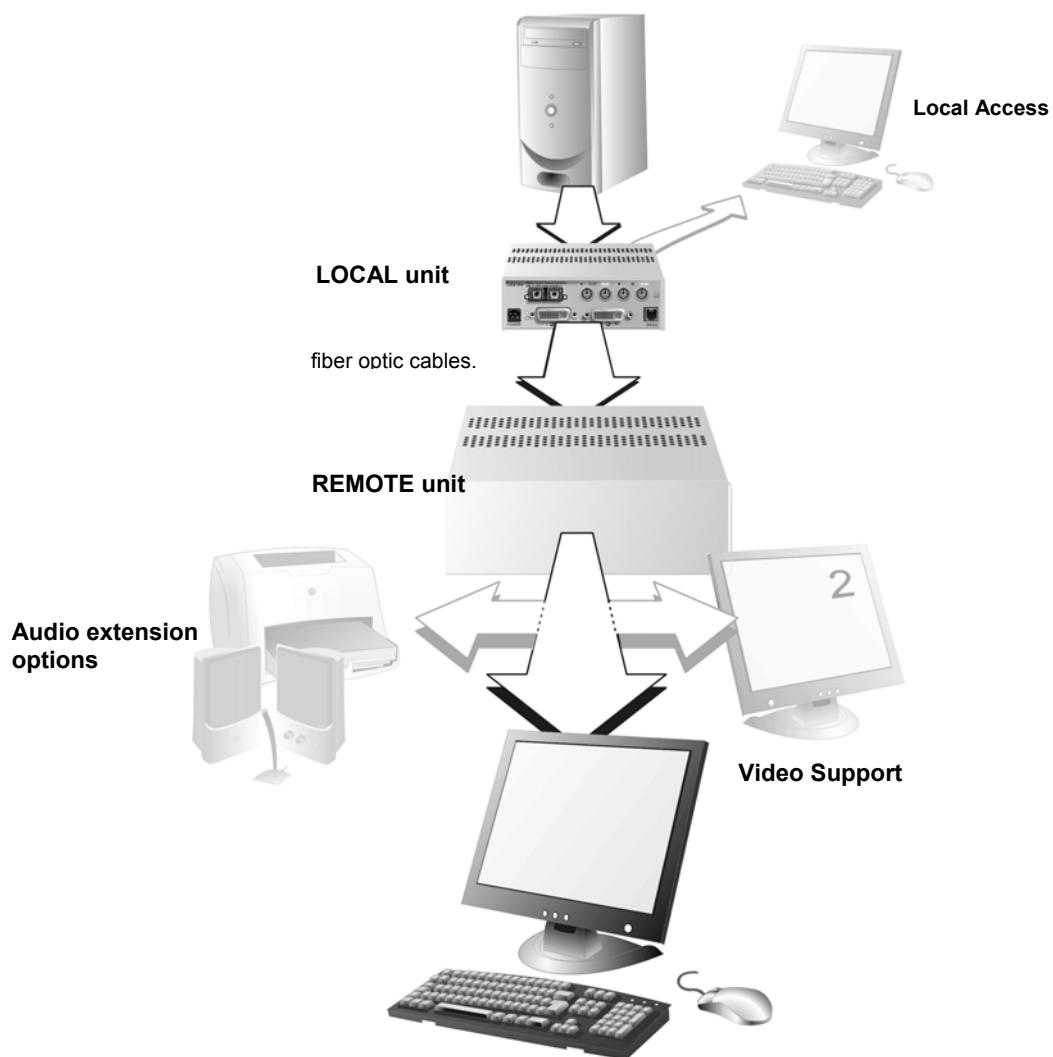 Local Access
LOCAL unit
fiber optic cables.
REMOTE unit
2
Audio extension
options
Video Support